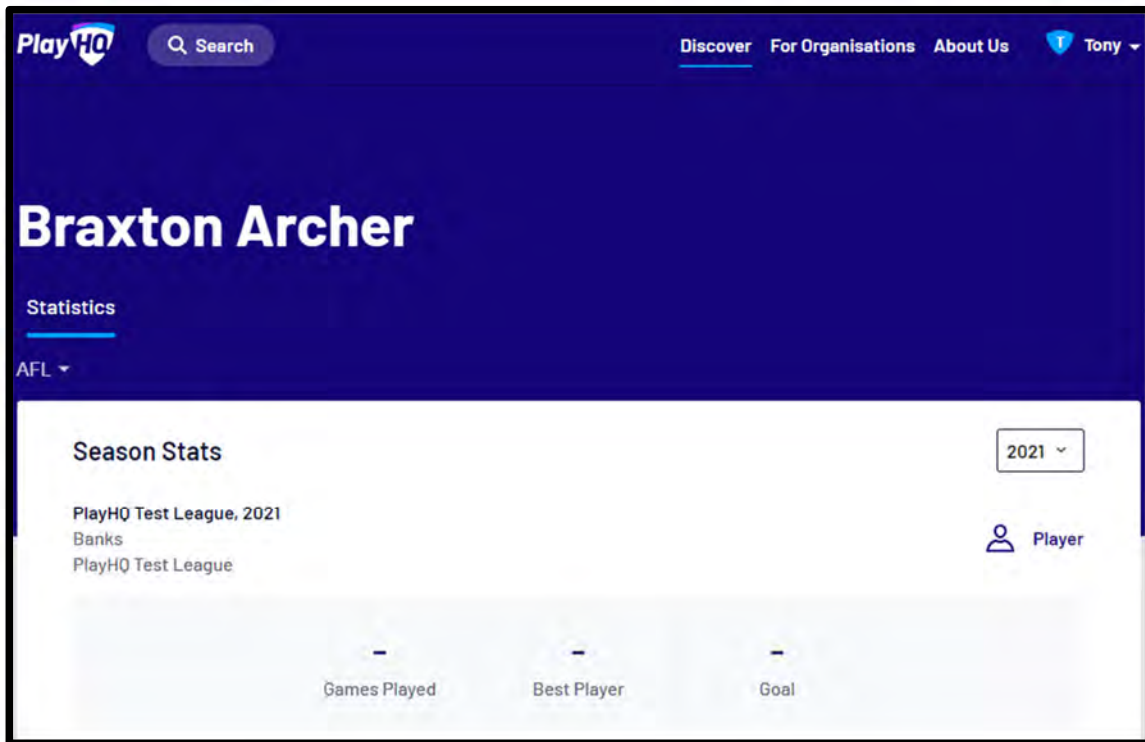 PlayHQ Search Discover For Organisations About Us T Tony
Braxton Archer
Statistics
AFL
Season Stats 2021
PlayHQ Test League, 2021
Banks
PlayHQ Test League
Player
- - -
Games Played Best Player Goal